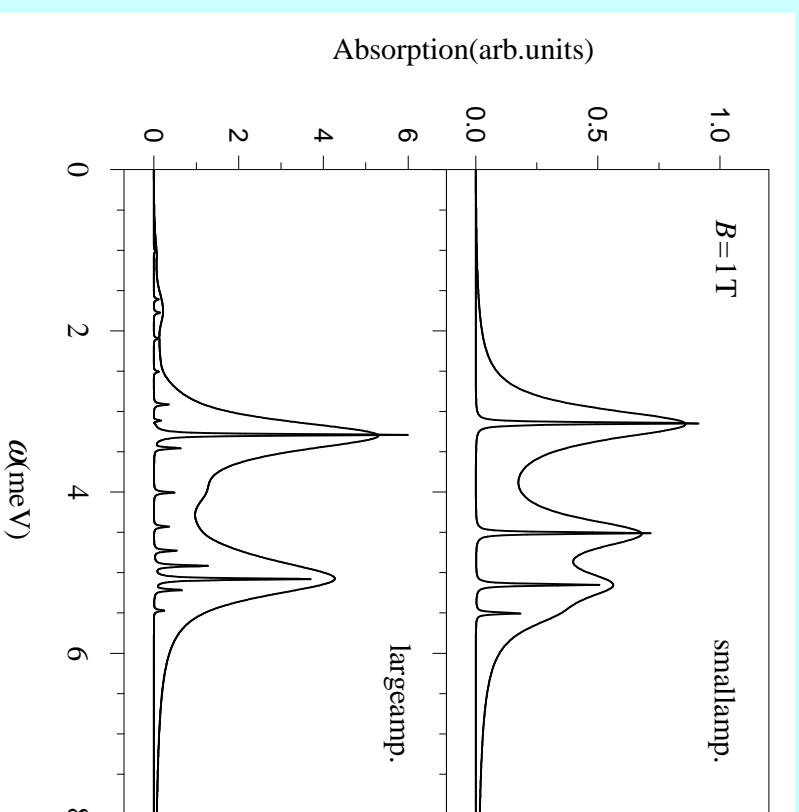 Absorption(arb.units)
0
2
4
6
0.0
0.5
1.0
B=1T
smallamp.
largeamp.
0
2
4
6
ω(meV)